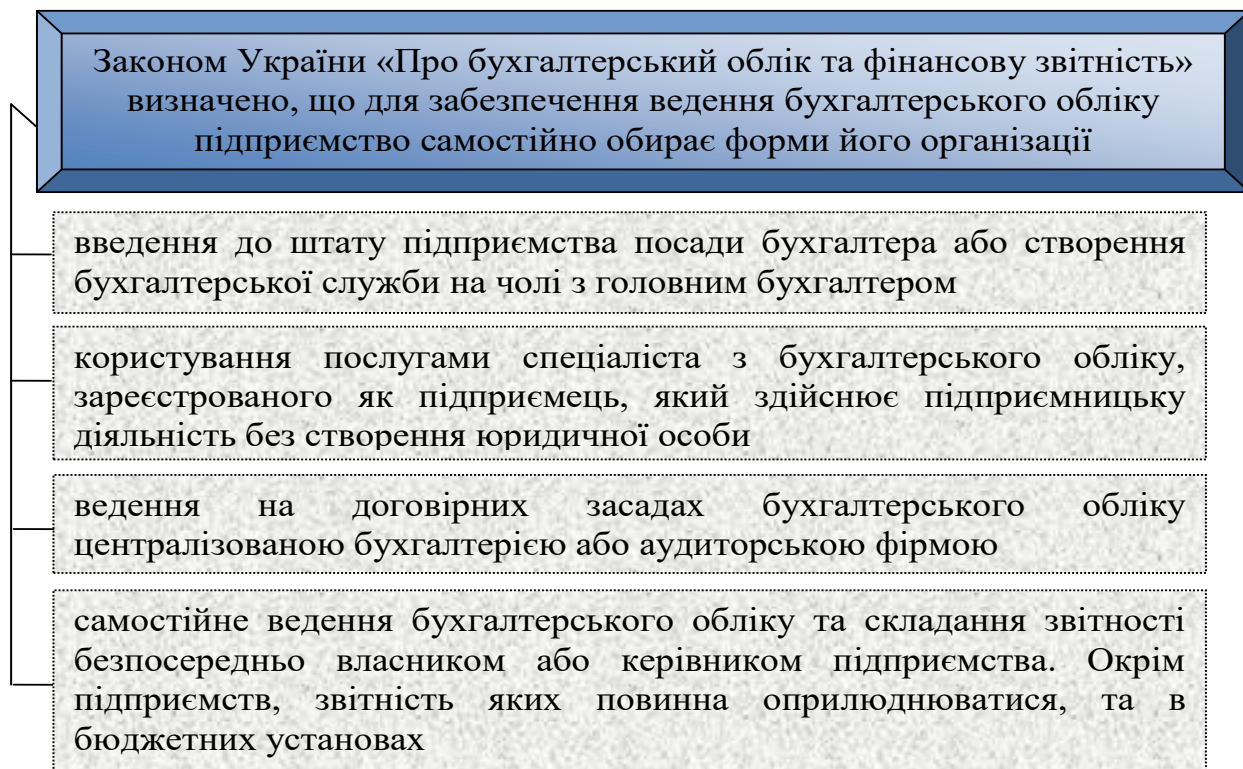 Законом України «Про бухгалтерський облік та фінансову звітність»
визначено, що для забезпечення ведення бухгалтерського обліку
підприємство самостійно обирає форми його організації
введення до штату підприємства посади бухгалтера або створення
бухгалтерської служби на чолі з головним бухгалтером
користування послугами спеціаліста з бухгалтерського обліку,
зареєстрованого як підприємець, який здійснює підприємницьку
діяльність без створення юридичної особи
ведення на договірних засадах бухгалтерського обліку
централізованою бухгалтерією або аудиторською фірмою
самостійне ведення бухгалтерського обліку та складання звітності
безпосередньо власником або керівником підприємства. Окрім
підприємств, звітність яких повинна оприлюднюватися, та в
бюджетних установах